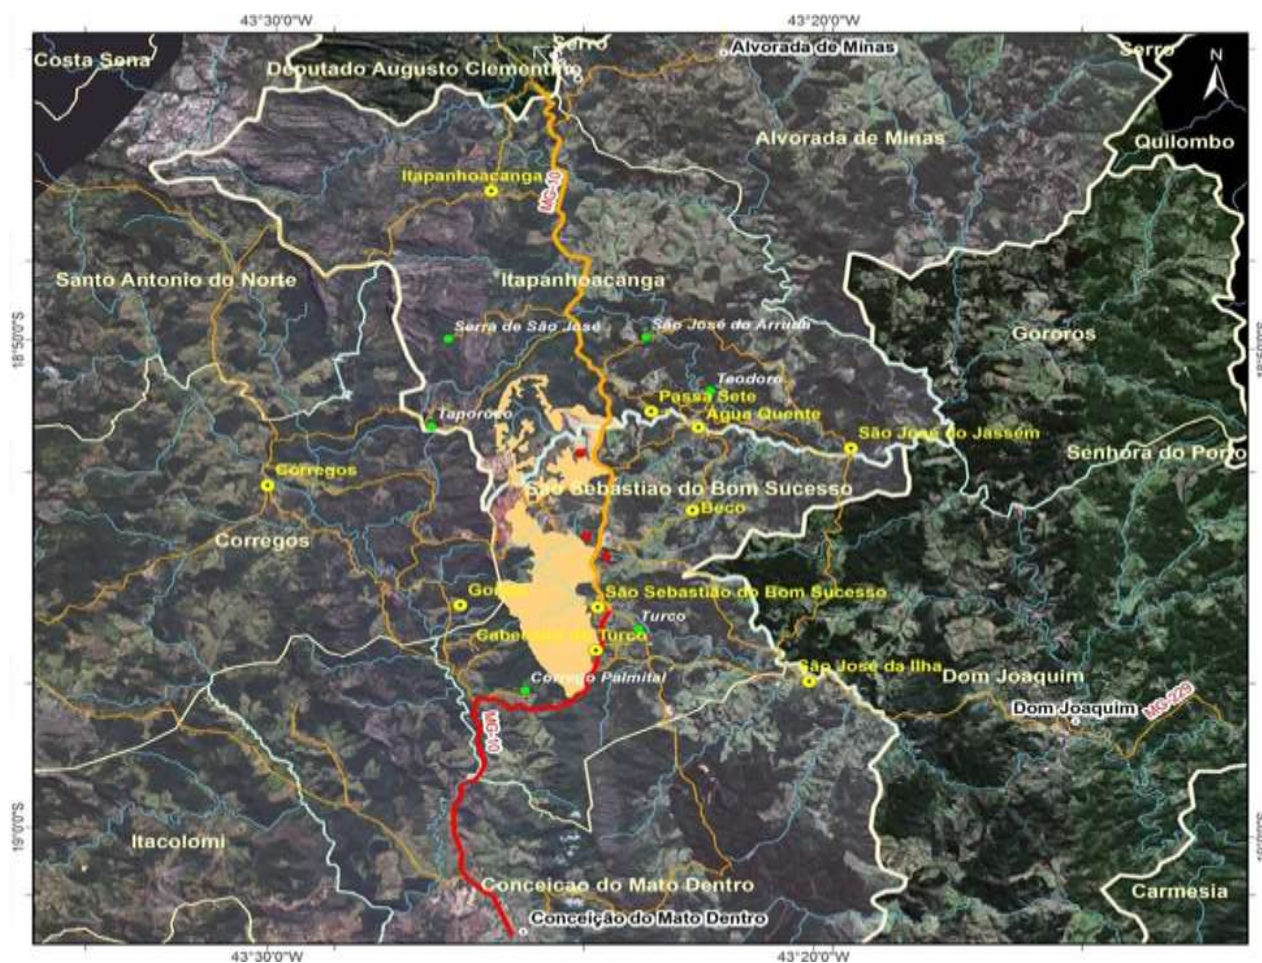 43°30'0"W
43°20'0"W
Serro
Alvorada de Minas
Serro
Costa Sena
Deputado Augusto Clementino
N
Alvorada de Minas
Quilombo
Itapanhoacanga
MG-10
Santo Antonio do Norte
Itapanhoacanga
Serra de São José
São José do Arruda
Gororos
18°50'0"S
Teodoro
Passa Sete
Taporoco
Água Quente
São José do Jassém
Senhora do Porto
Córregos
São Sebastiao do Bom Sucesso
Beco
Corregos
São Sebastião do Bom Sucesso
Turco
do Turco
São José da Ilha
Córrego Palmital
Dom Joaquim
Dom Joaquim
MG-229
MG-10
19°0'0"S
Itacolomi
Conceicao do Mato Dentro
Carmesia
Conceição do Mato Dentro
43°30'0"W
43°20'0"W